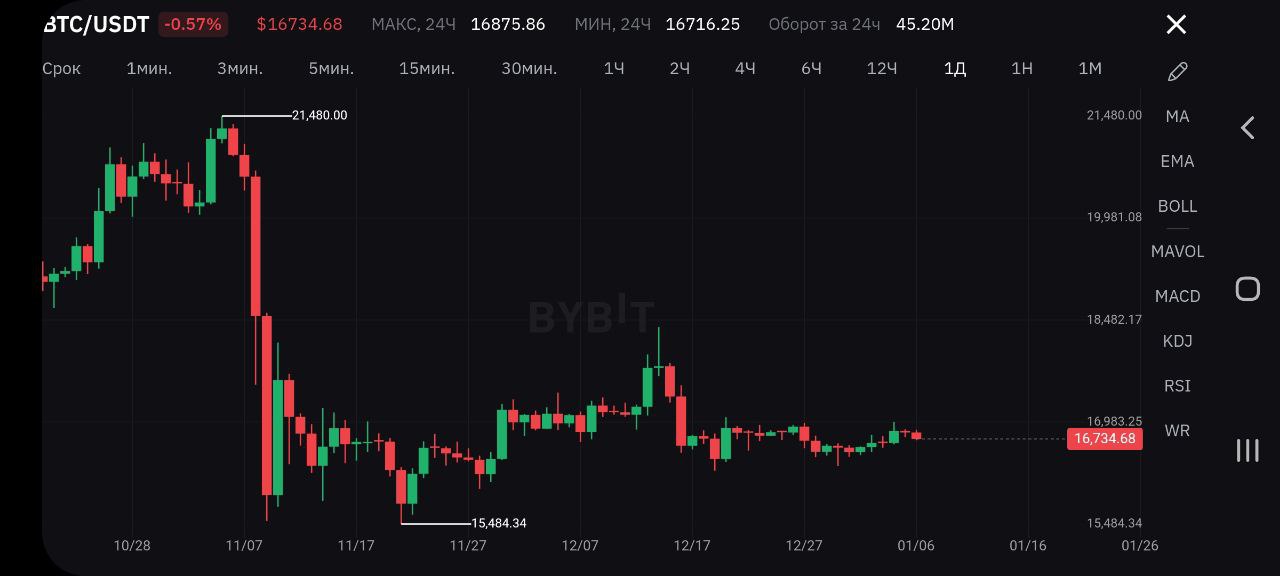 BTC/USDT -0.57% $16734.68 МАКС, 24Ч 16875.86 МИН, 24Ч 16716.25 Оборот за 24ч 45.20M
Срок 1мин. 3мин. 5мин. 15мин. 30мин. 1Ч 2Ч 4Ч 6Ч 12Ч 1Д 1Н 1М
21,480.00
21,480.00
MA
EMA
BOLL
19,981.08
MAVOL
MACD
BYBIT
18,482.17
KDJ
RSI
16,983.25
WR
16,734.68
15,484.34
15,484.34
10/28 11/07 11/17 11/27 12/07 12/17 12/27 01/06 01/16 01/26